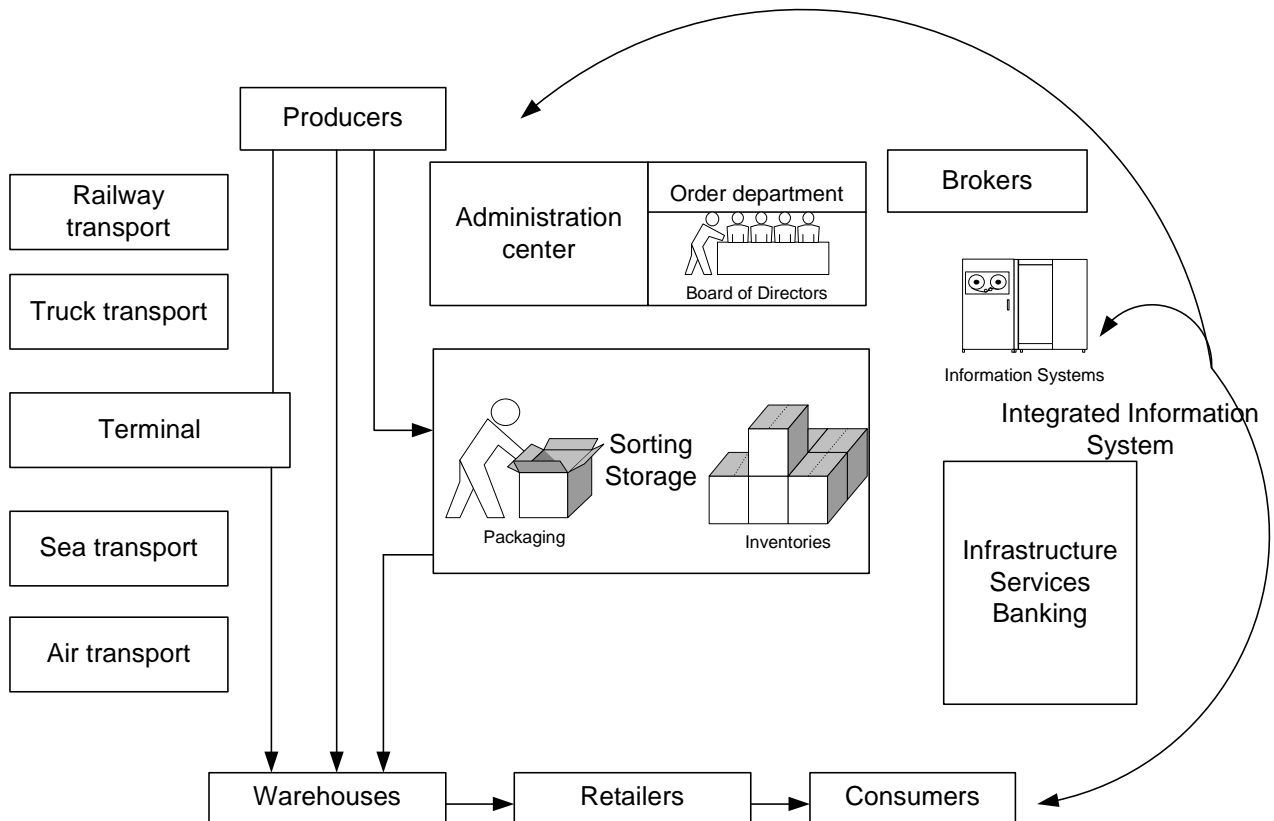 Producers
Railway
transport
Truck transport
Terminal
Sea transport
Air transport
Administration
center
Order department
Board of Directors
Brokers
Information Systems
Integrated Information
System
Sorting
Storage
Packaging
Inventories
Infrastructure
Services
Banking
Warehouses
Retailers
Consumers